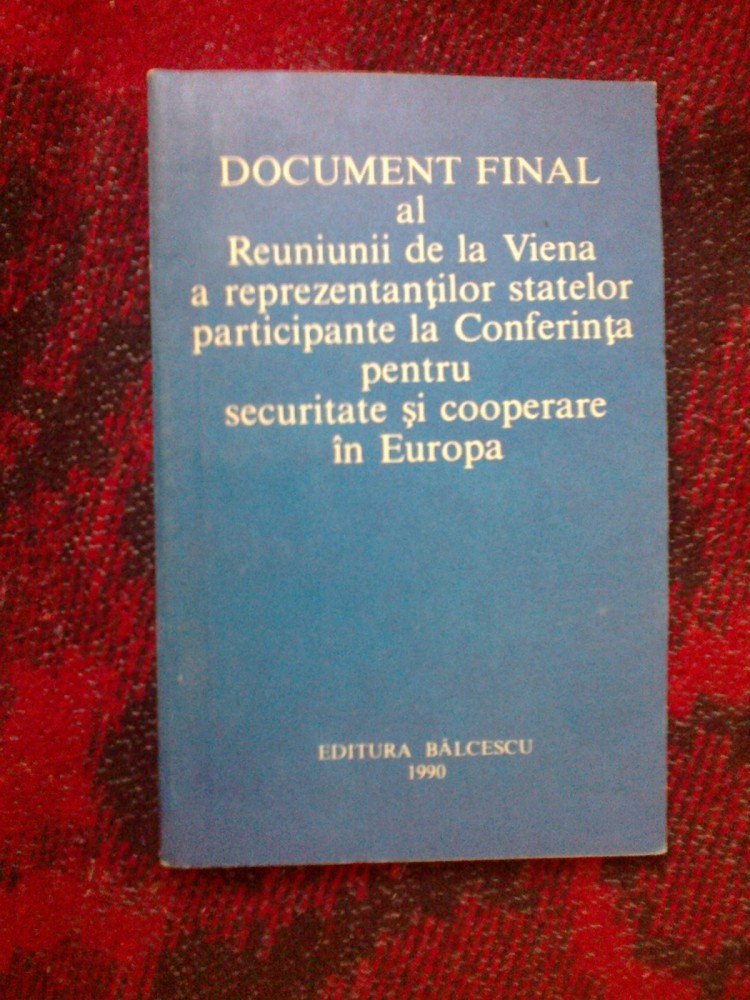 DOCUMENT FINAL
al
Reuniunii de la Viena
a reprezentanţilor statelor
participante la Conferinţa
pentru
securitate şi cooperare
în Europa
EDITURA BĂLCESCU
1990